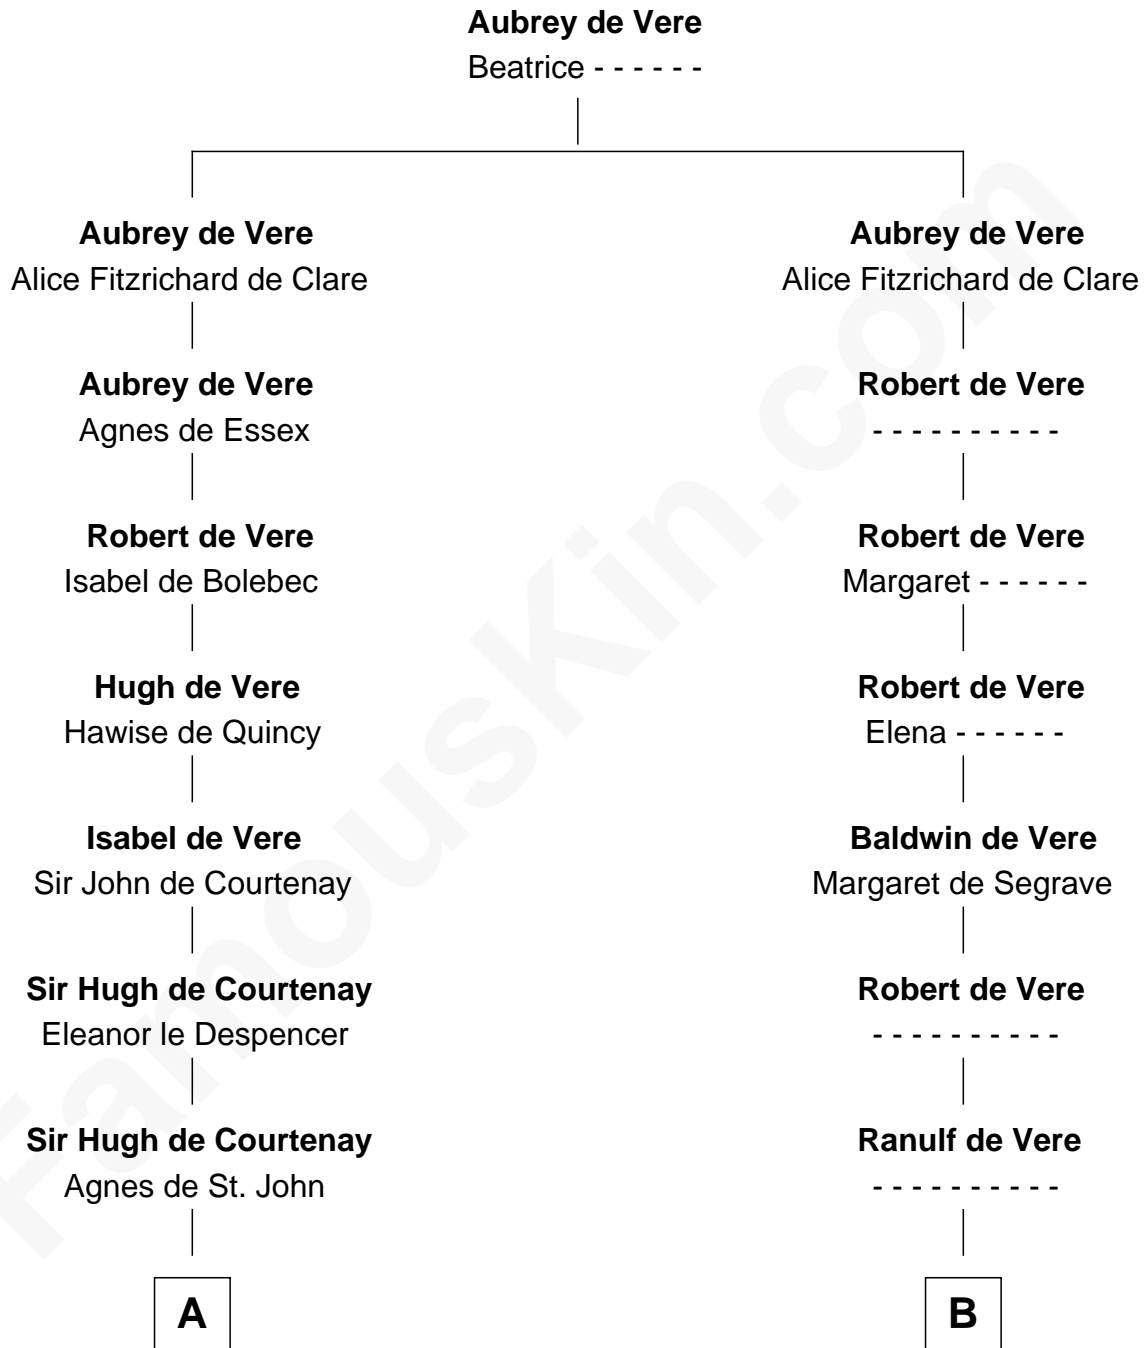 Aubrey de Vere
Beatrice - - - - - -
Aubrey de Vere
Alice Fitzrichard de Clare
Aubrey de Vere
Agnes de Essex
Robert de Vere
Isabel de Bolebec
Hugh de Vere
Hawise de Quincy
Isabel de Vere
Sir John de Courtenay
Sir Hugh de Courtenay
Eleanor le Despencer
Sir Hugh de Courtenay
Agnes de St. John
A
Aubrey de Vere
Alice Fitzrichard de Clare
Robert de Vere
- - - - - - - - - -
Robert de Vere
Margaret - - - - - -
Robert de Vere
Elena - - - - - -
Baldwin de Vere
Margaret de Segrave
Robert de Vere
- - - - - - - - - -
Ranulf de Vere
- - - - - - - - - -
B
FamousKin.com